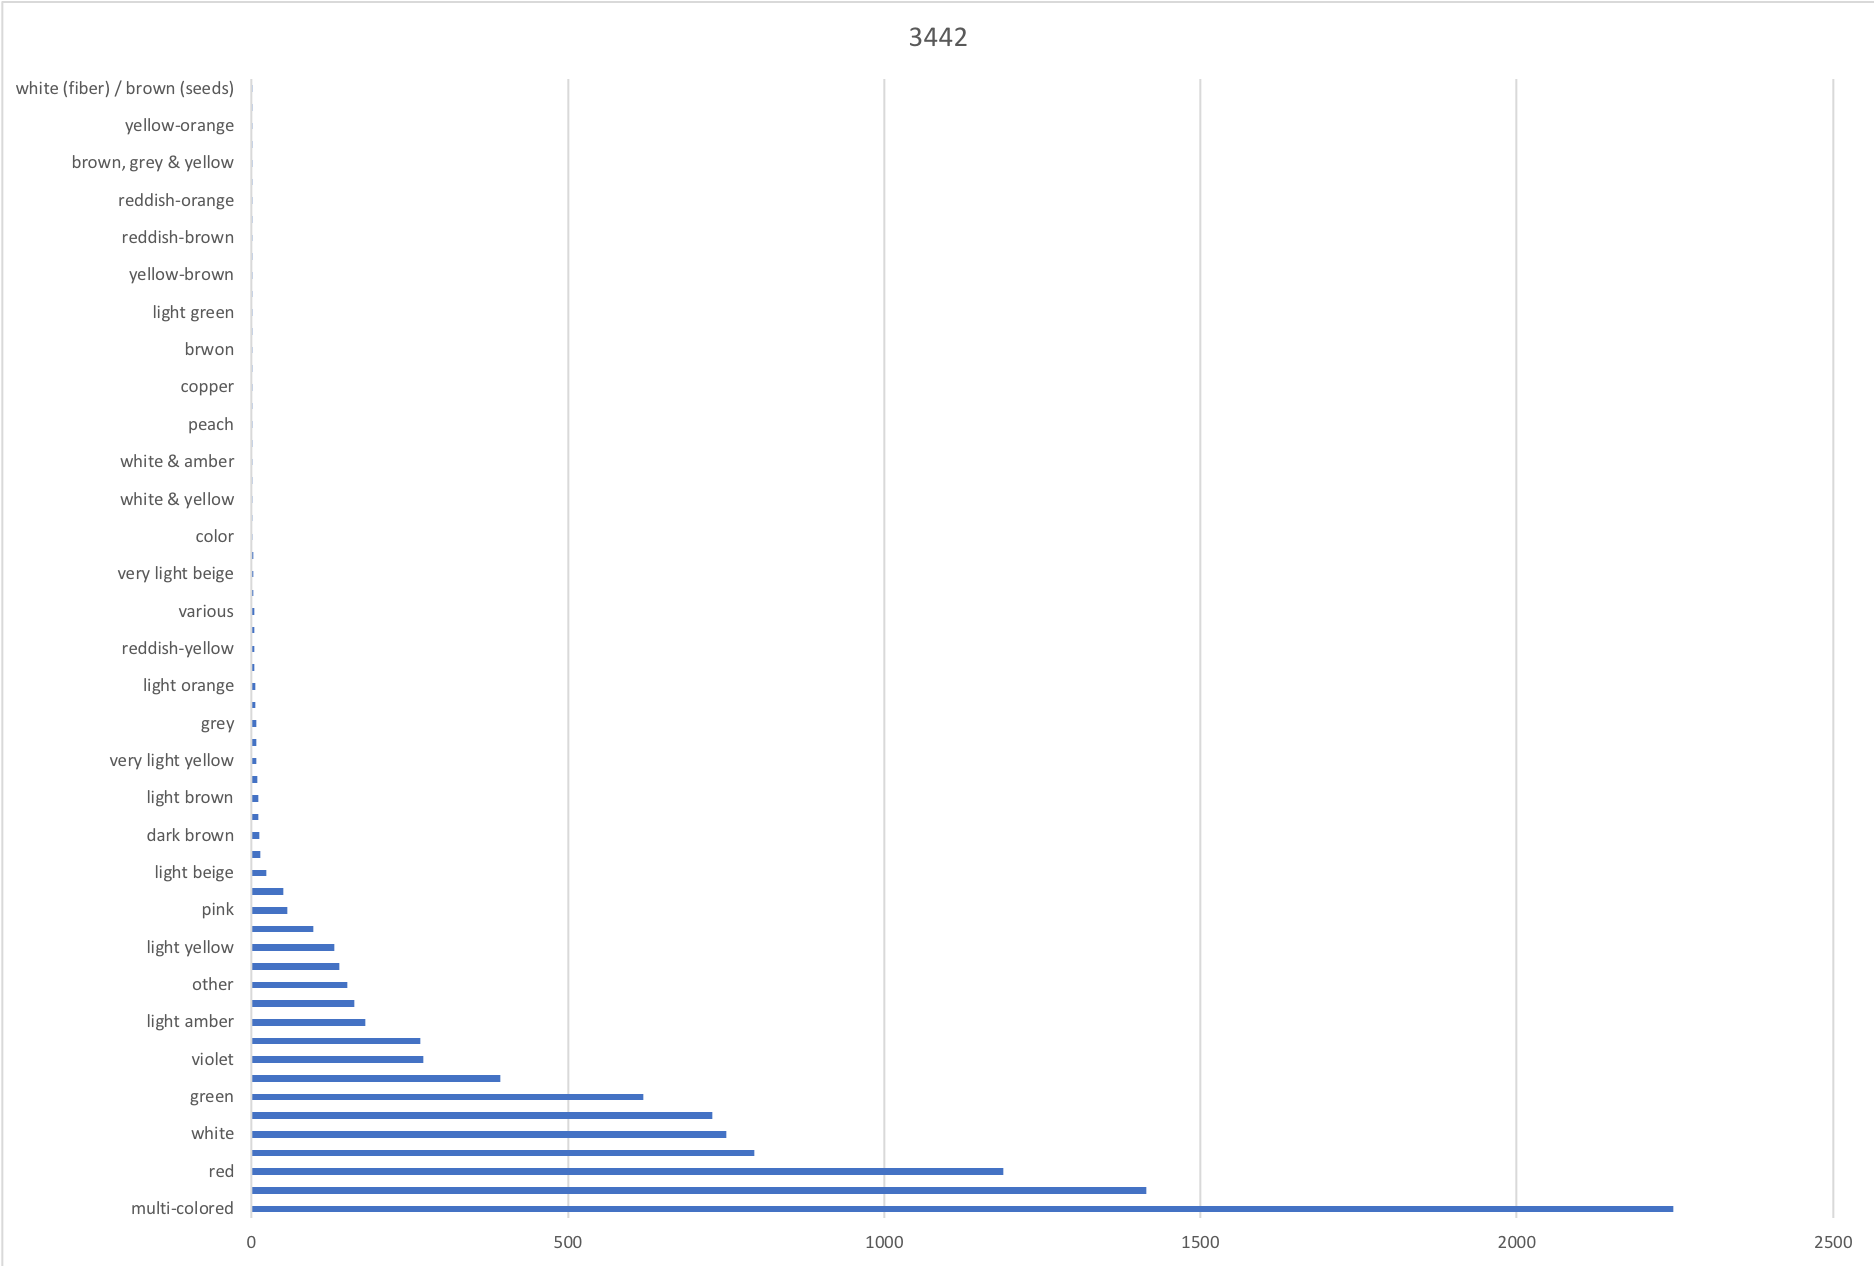 3442
white (fiber) / brown (seeds)
yellow-orange
brown, grey & yellow
reddish-orange
reddish-brown
yellow-brown
light green
brwon
copper
peach
white & amber
white & yellow
color
very light beige
various
reddish-yellow
light orange
grey
very light yellow
light brown
dark brown
light beige
pink
light yellow
other
light amber
violet
green
white
red
multi-colored
0 500 1000 1500 2000 2500